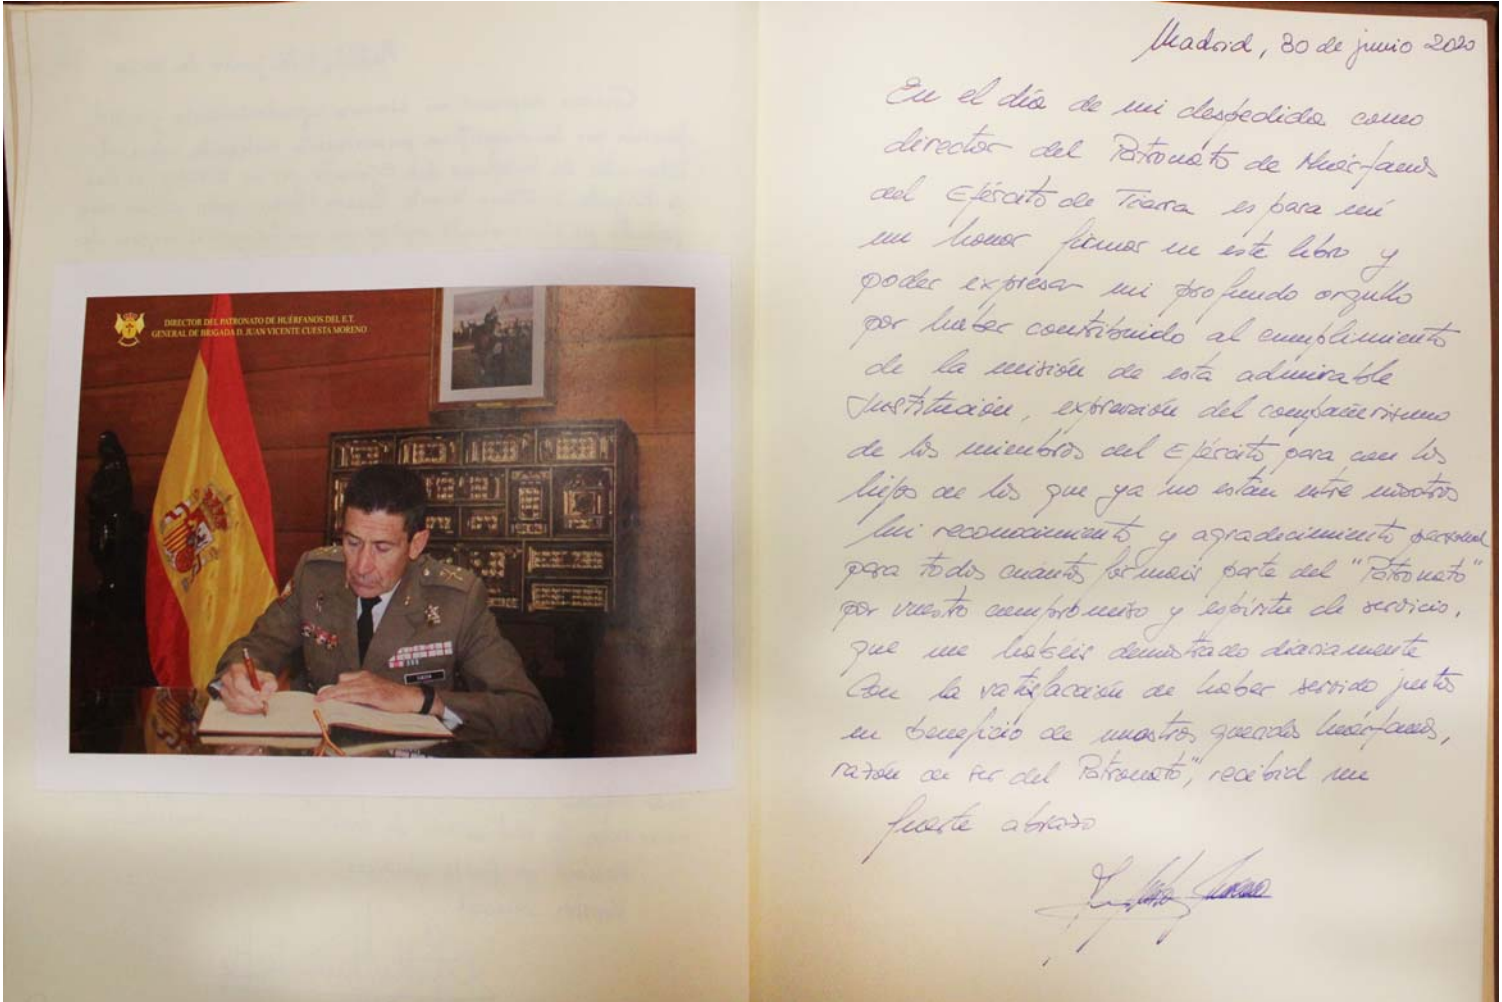 DIRECTOR DEL PATRONATO DE HUÉRFANOS DEL E.T.
GENERAL DE BRIGADA D. JUAN VICENTE CUESTA MORENO
Madrid, 30 de junio 2020
En el día de mi despedida como
director del Patronato de Huérfanos
del Ejército de Tierra es para mí
un honor firmar en este libro y
poder expresar mi profundo orgullo
por haber contribuido al cumplimiento
de la misión de esta admirable
Institución, expresión del compañerismo
de los miembros del Ejército para con los
hijos de los que ya no están entre nosotros
Mi reconocimiento y agradecimiento personal
para todos cuantos formais parte del "Patronato"
por vuestro compromiso y espíritu de servicio,
que me habéis demostrado diariamente
Con la satisfacción de haber servido juntos
en beneficio de nuestros queridos huérfanos,
razón de ser del Patronato", recibid un
fuerte abrazo